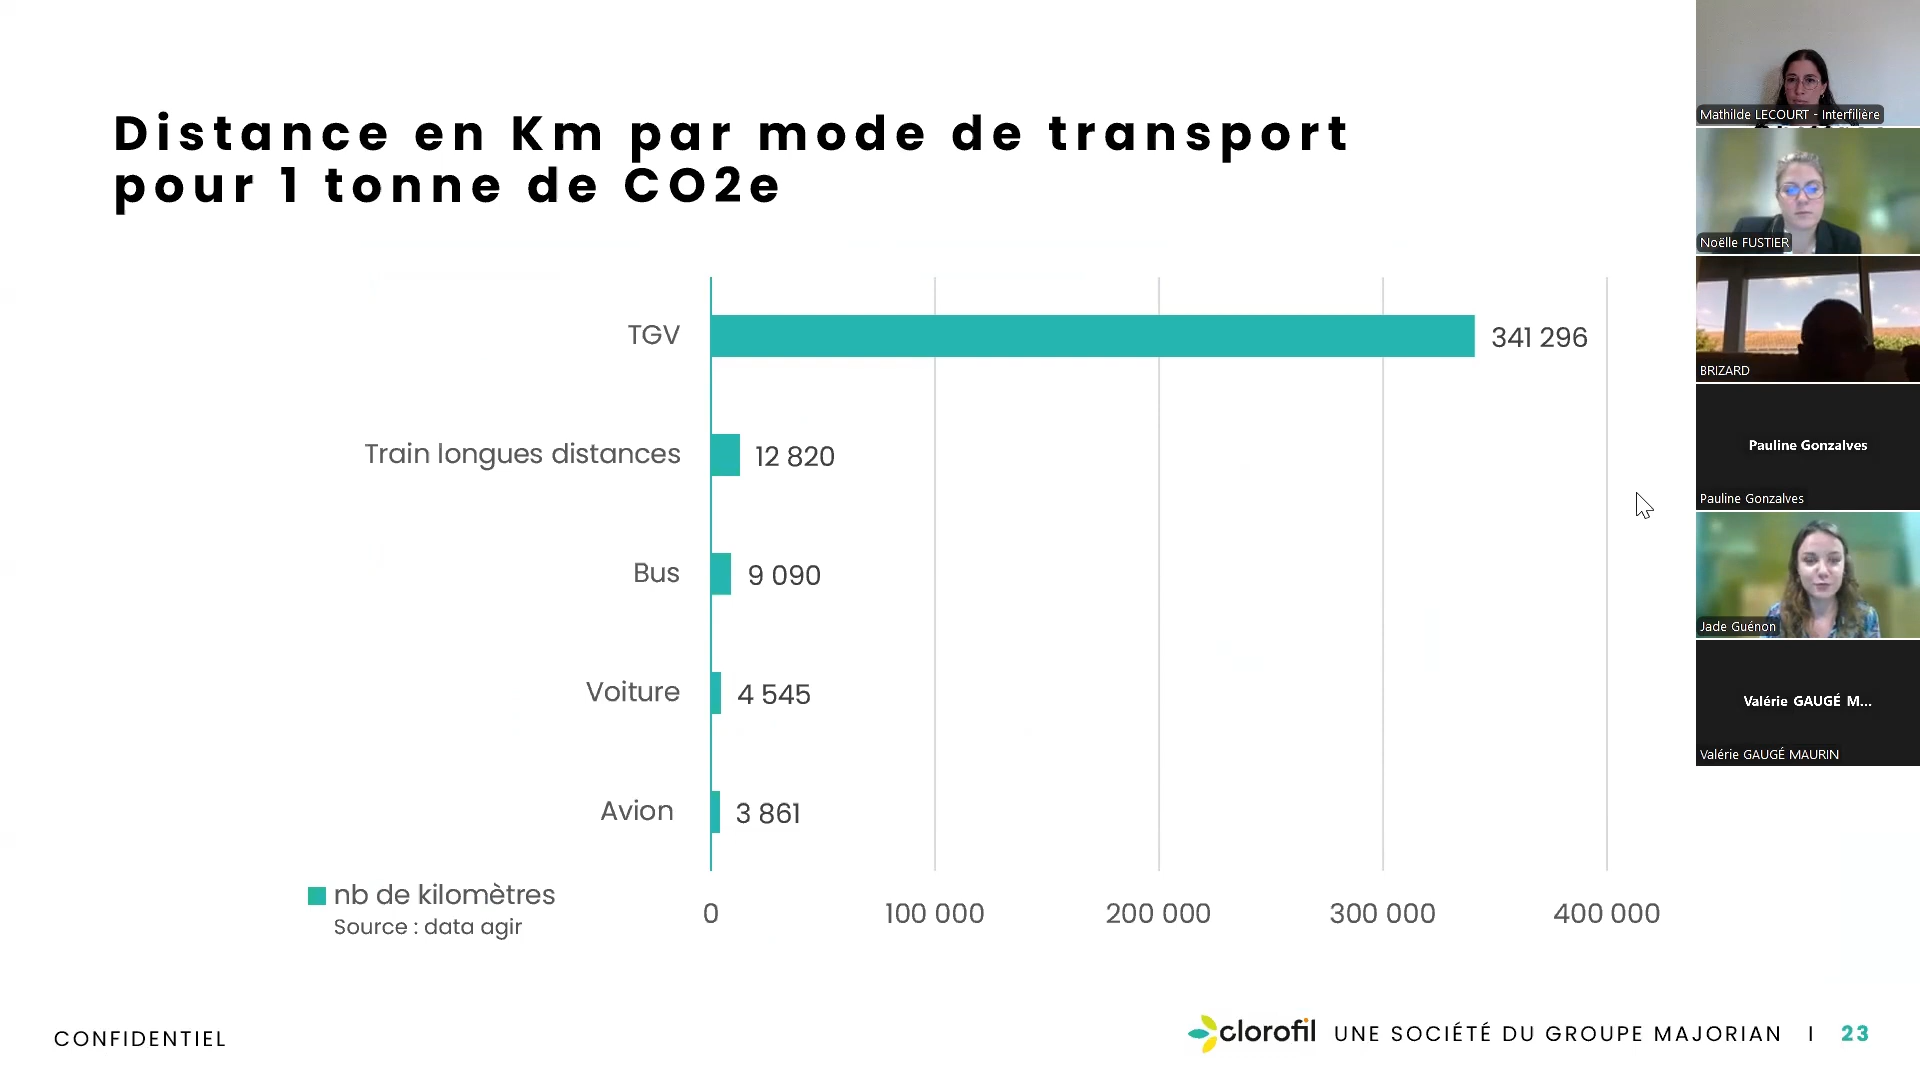 Distance en Km par mode de transport
pour 1 tonne de CO2e
TGV
341 296
Train longues distances
12 820
Bus
9 090
Voiture
4 545
Avion
3 861
nb de kilomètres
Source : data agir
0
100 000
200 000
300 000
400 000
CONFIDENTIEL
clorofil UNE SOCIÉTÉ DU GROUPE MAJORIAN I 23
Mathilde LECOURT - Interfilière
Noëlle FUSTIER
BRIZARD
Pauline Gonzalves
Pauline Gonzalves
Jade Guénon
Valérie GAUGÉ M...
Valérie GAUGÉ MAURIN